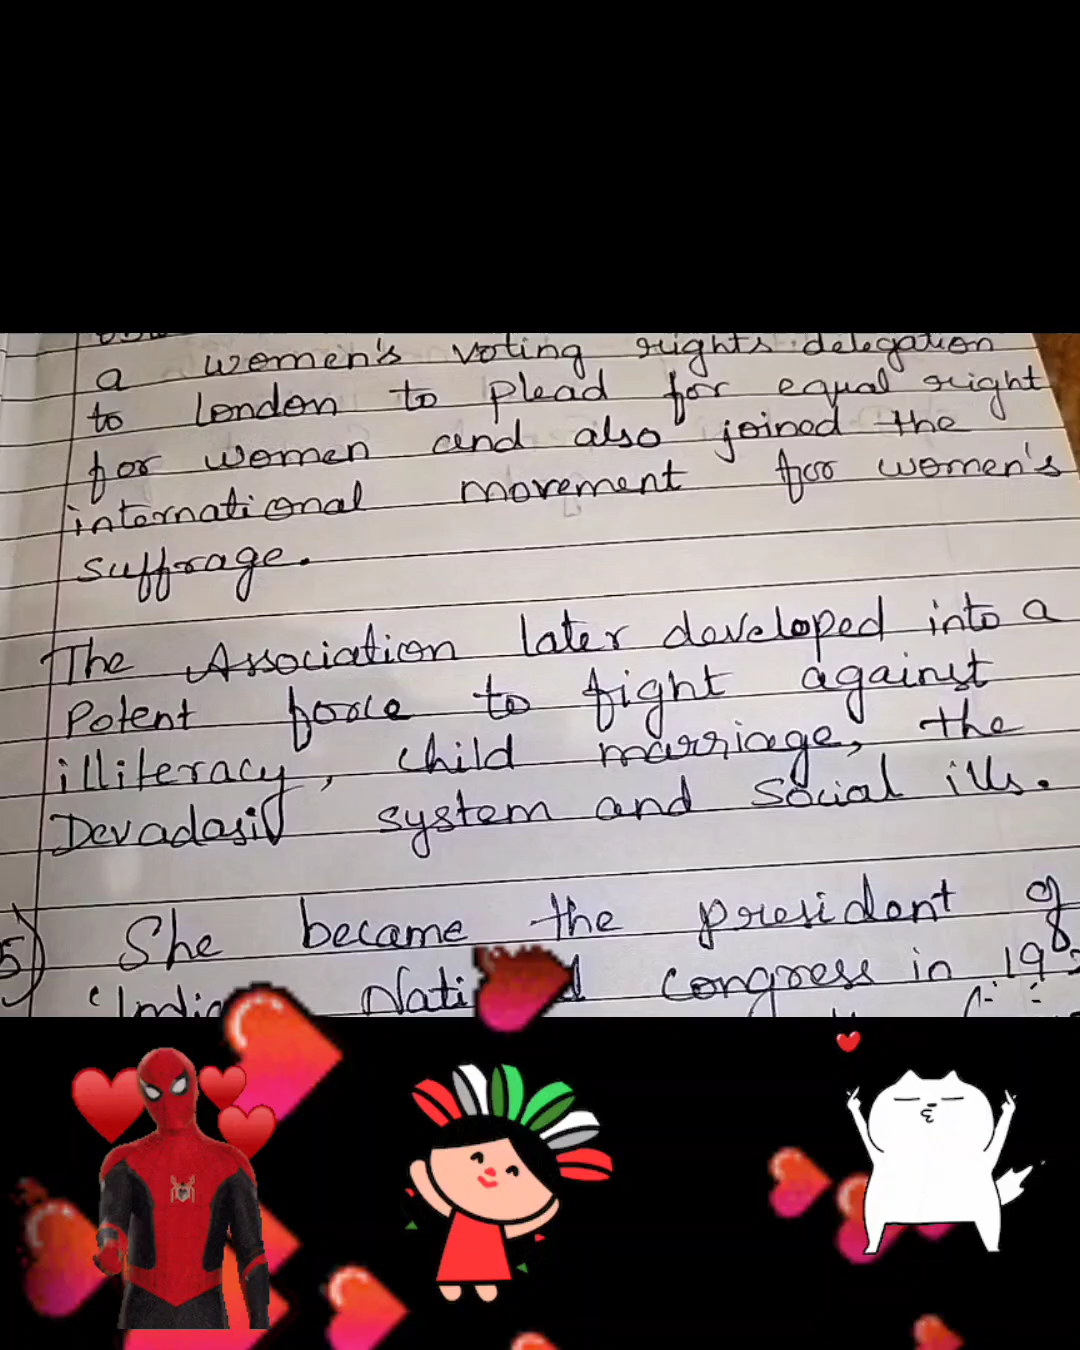 a women's voting rights delegation
to London to plead for equal right
for women and also joined the
international movement for women's
suffrage.
The Association later developed into a
Potent force to fight against
illiteracy, child marriage, the
Devadasi system and social ills.
5) She became the president of
congress in